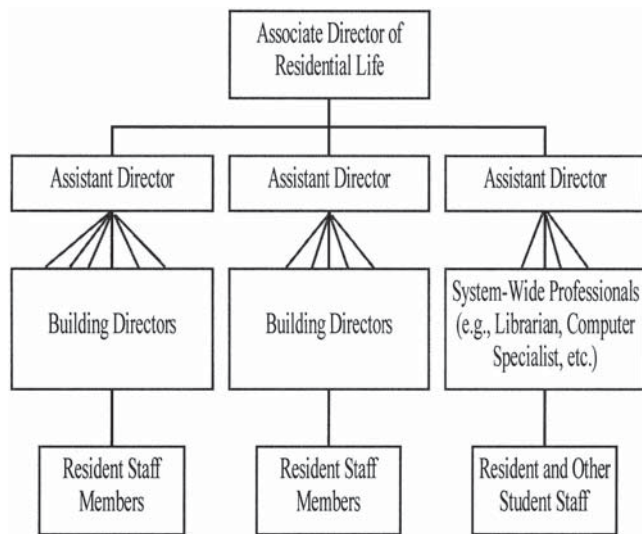 Associate Director of
Residential Life
Assistant Director
Assistant Director
Assistant Director
Building Directors
Building Directors
System-Wide Professionals
(e.g., Librarian, Computer
Specialist, etc.)
Resident Staff
Members
Resident Staff
Members
Resident and Other
Student Staff